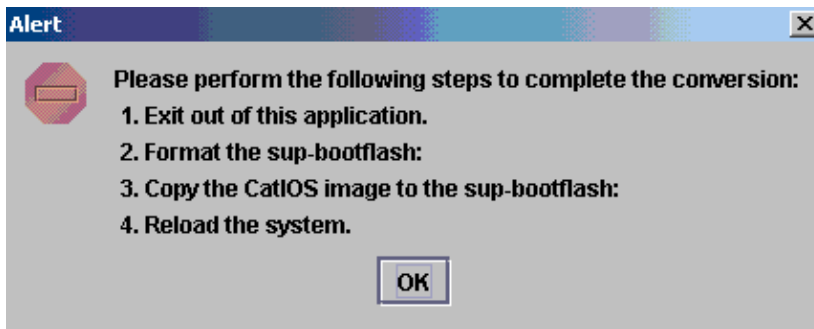 Alert
Please perform the following steps to complete the conversion:
1. Exit out of this application.
2. Format the sup-bootflash:
3. Copy the CatIOS image to the sup-bootflash:
4. Reload the system.
OK